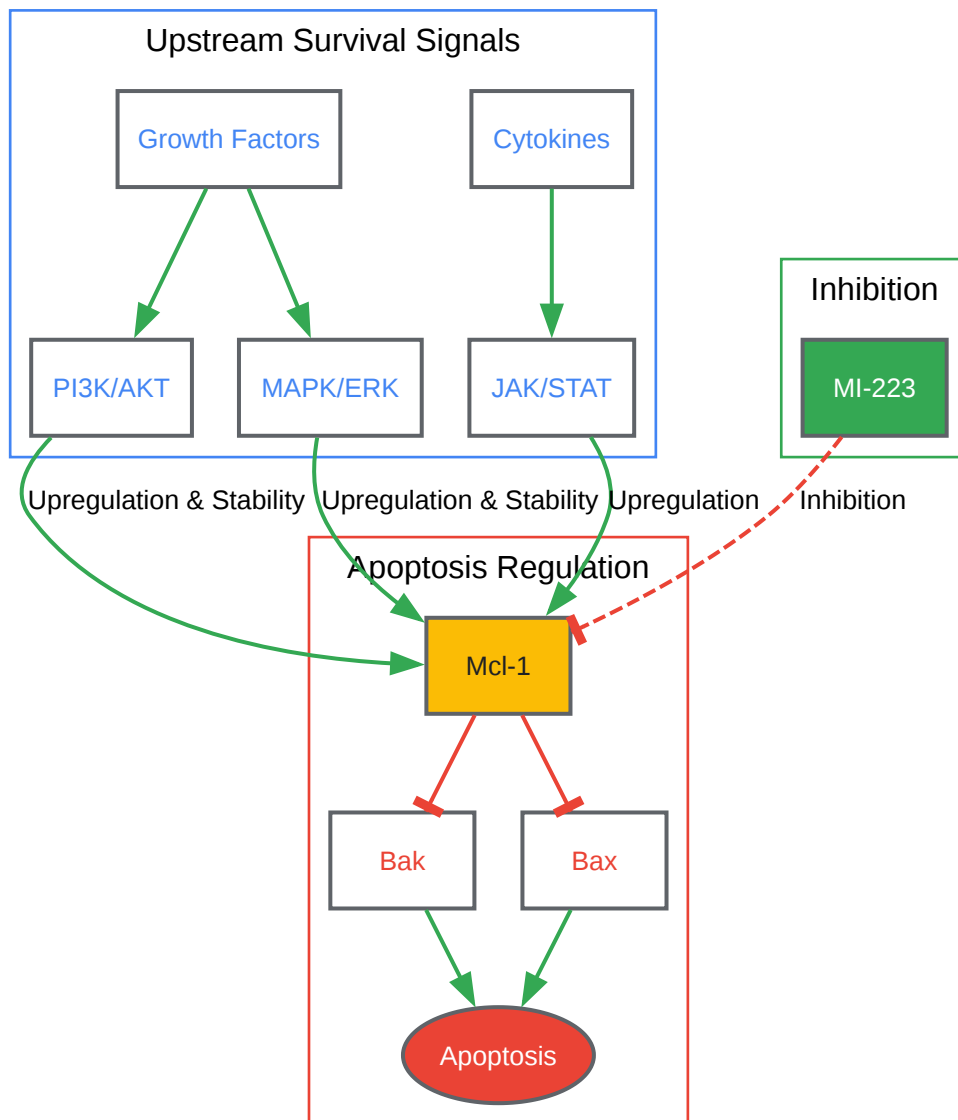 Upstream Survival Signals
Growth Factors
Cytokines
Inhibition
PI3K/AKT
MAPK/ERK
JAK/STAT
MI-223
Upregulation & Stability
Upregulation & Stability
Upregulation
Inhibition
Apoptosis Regulation
Mcl-1
Bak
Bax
Apoptosis